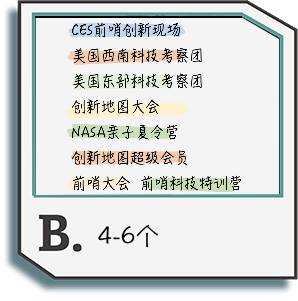 CES前哨创新现场
美国西南科技考察团
美国东部科技考察团
创新地图大会
NASA亲子夏令营
创新地图超级会员
前哨大会 前哨科技特训营
B. 4-6个